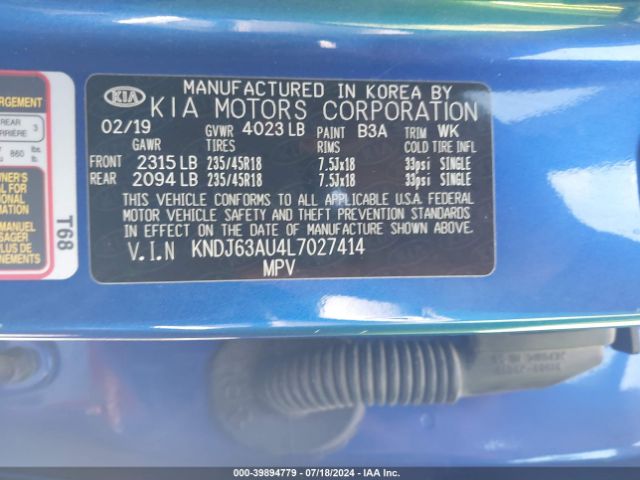 MANUFACTURED IN KOREA BY
KIA KIA MOTORS CORPORATION
02/19 GVWR 4023 LB PAINT B3A TRIM WK
GAWR TIRES RIMS COLD TIRE INFL
FRONT 2315 LB 235/45R18 7.5Jx18 33psi SINGLE
REAR 2094 LB 235/45R18 7.5Jx18 33psi SINGLE
THIS VEHICLE CONFORMS TO ALL APPLICABLE U.S.A. FEDERAL
MOTOR VEHICLE SAFETY AND THEFT PREVENTION STANDARDS
IN EFFECT ON THE DATE OF MANUFACTURE SHOWN ABOVE.
V.I.N KNDJ63AU4L7027414
MPV
REAR 3
860 lbs.
lb.
MANUEL
T68
000-39894779 - 07/18/2024 - IAA Inc.